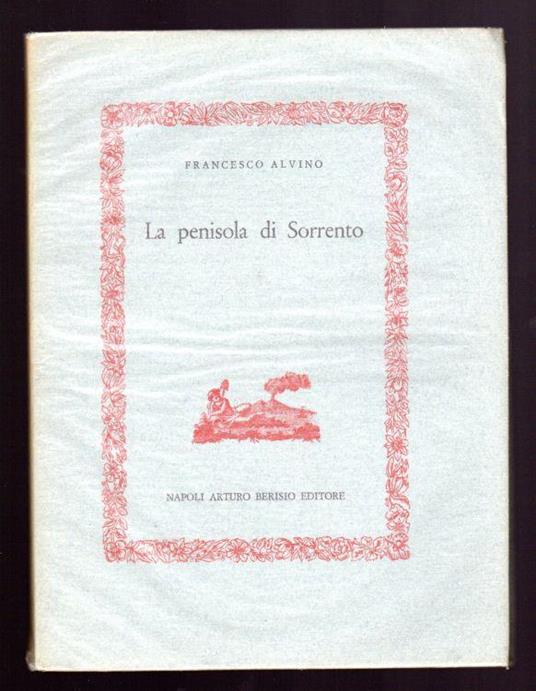 FRANCESCO ALVINO
La penisola di Sorrento
NAPOLI ARTURO BERISIO EDITORE